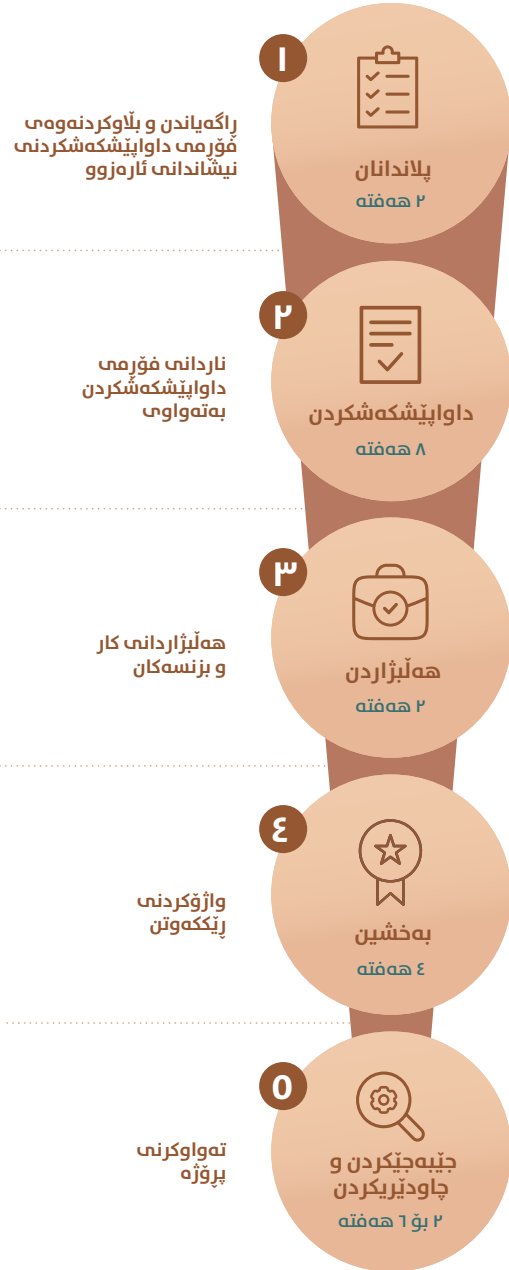 ١
پلاندانان
٢ هەفتە
ڕاگەیاندن و بڵاوکردنەوەی
فۆڕمی داواپێشکەشکردنی
نیشاندانی ئارەزوو
٢
داواپێشکەشکردن
٨ هەفتە
ناردنی فۆڕمی
داواپێشکەشکردن
بەتەواوی
٣
هەڵبژاردن
٢ هەفتە
هەڵبژاردنی کار
و بزنسەکان
٤
بەخشین
٤ هەفتە
واژۆکردنی
ڕێککەوتن
٥
جێبەجێکردن و
چاودێریکردن
٢ بۆ ٦ هەفتە
تەواوکرنی
پڕۆژە